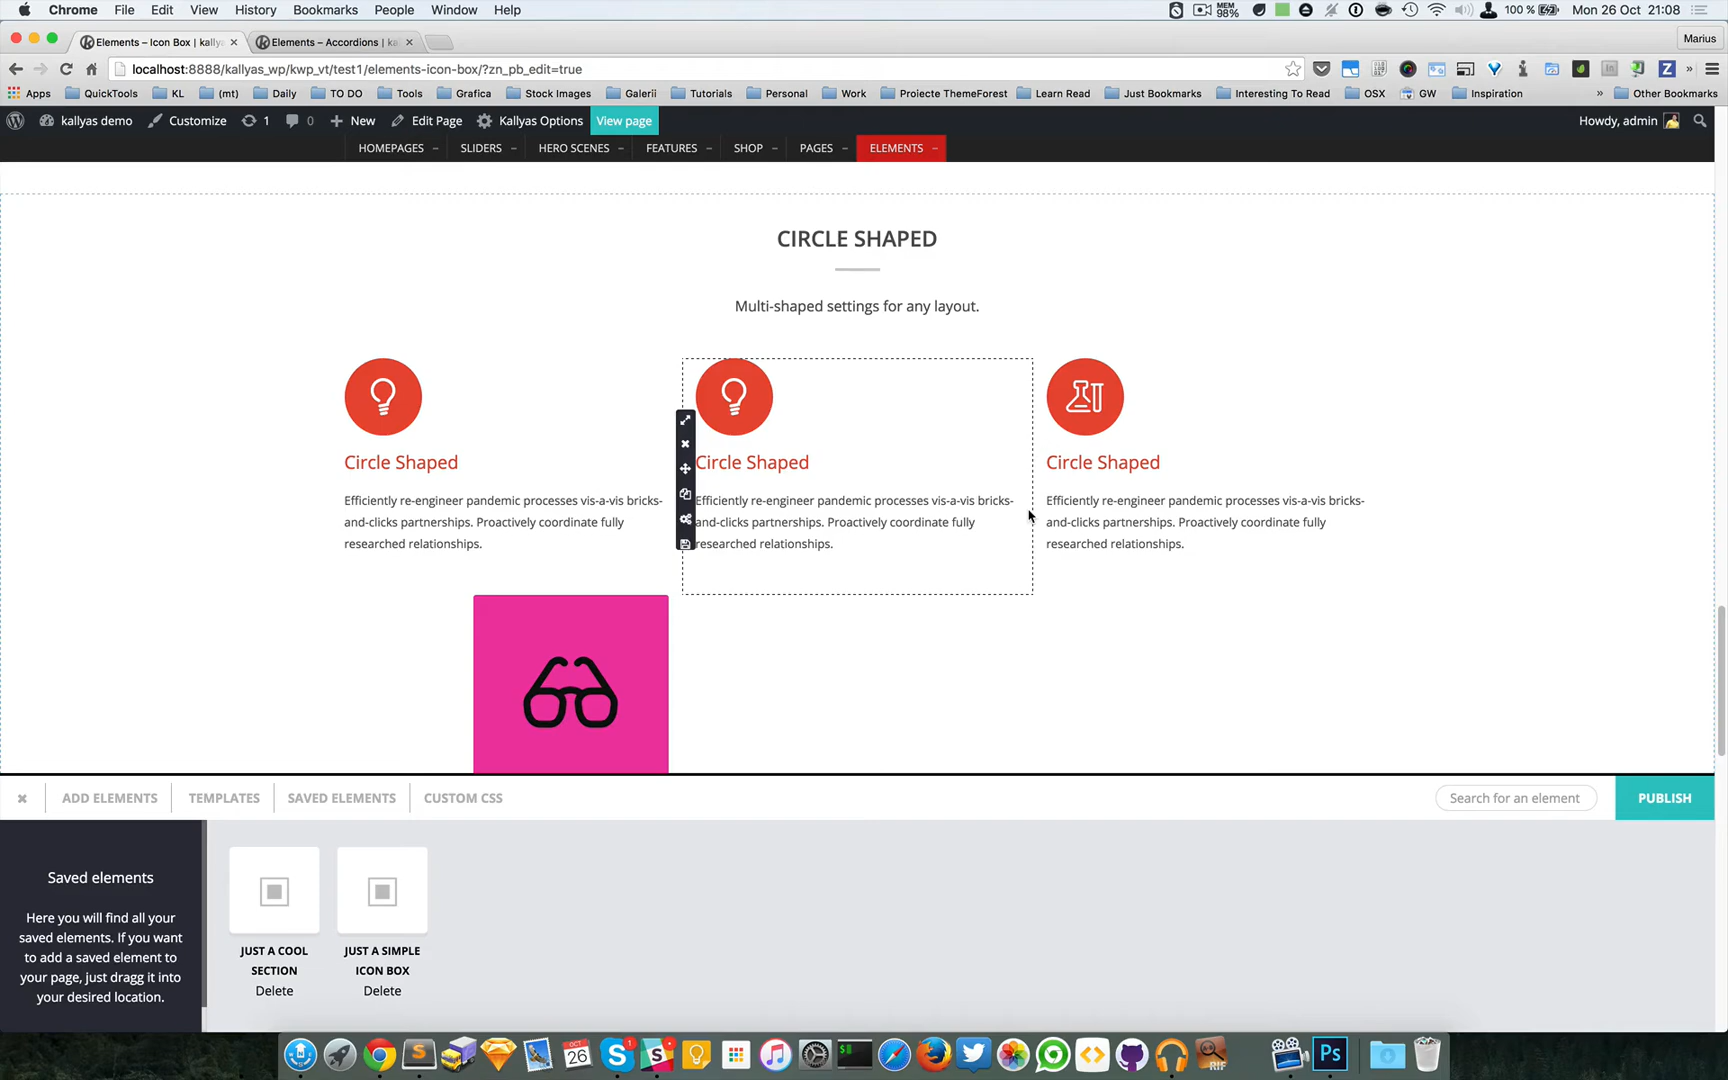 Chrome File Edit View History Bookmarks People Window Help MEM 98% 100 % Mon 26 Oct 21:08
Elements – Icon Box | kally Elements – Accordions | ka Marius
localhost:8888/kallyas_wp/kwp_vt/test1/elements-icon-box/?zn_pb_edit=true
Apps QuickTools KL (mt) Daily TO DO Tools Grafica Stock Images Galerii Tutorials Personal Work Proiecte ThemeForest Learn Read Just Bookmarks Interesting To Read OSX GW Inspiration » Other Bookmarks
kallyas demo Customize 1 0 New Edit Page Kallyas Options View page Howdy, admin
HOMEPAGES SLIDERS HERO SCENES FEATURES SHOP PAGES ELEMENTS
CIRCLE SHAPED
Multi-shaped settings for any layout.
Circle Shaped
Efficiently re-engineer pandemic processes vis-a-vis bricks-
and-clicks partnerships. Proactively coordinate fully
researched relationships.
Circle Shaped
Efficiently re-engineer pandemic processes vis-a-vis bricks-
and-clicks partnerships. Proactively coordinate fully
researched relationships.
Circle Shaped
Efficiently re-engineer pandemic processes vis-a-vis bricks-
and-clicks partnerships. Proactively coordinate fully
researched relationships.
ADD ELEMENTS TEMPLATES SAVED ELEMENTS CUSTOM CSS Search for an element PUBLISH
Saved elements
Here you will find all your
saved elements. If you want
to add a saved element to
your page, just dragg it into
your desired location.
JUST A COOL
SECTION
Delete
JUST A SIMPLE
ICON BOX
Delete
OCT
26
Ps